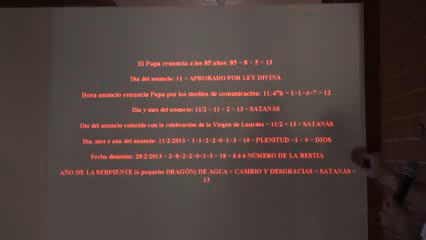 El Papa renuncia a los 85 años: 85 = 8 + 5 = 13
Día del anuncio: 11 = APROBADO POR LEY DIVINA
Hora anuncio renuncia Papa por los medios de comunicación: 11:47h = 1+1+4+7 = 13
Día y mes del anuncio: 11/2 = 11 + 2 = 13 = SATANÁS
Día del anuncio coincide con la celebración de la Virgen de Lourdes = 11/2 = 13 = SATANÁS
Día, mes y año del anuncio: 11/2/2013 = 1+1+2+2+0+1+3 = 10 = PLENITUD =1 + 0 = DIOS
Fecha dimisión: 28/2/2013 = 2+8+2+2+0+1+3 = 18 = 6 6 6 NÚMERO DE LA BESTIA
AÑO DE LA SERPIENTE (o pequeño DRAGÓN) DE AGUA = CAMBIO Y DESGRACIAS = SATANÁS =
13